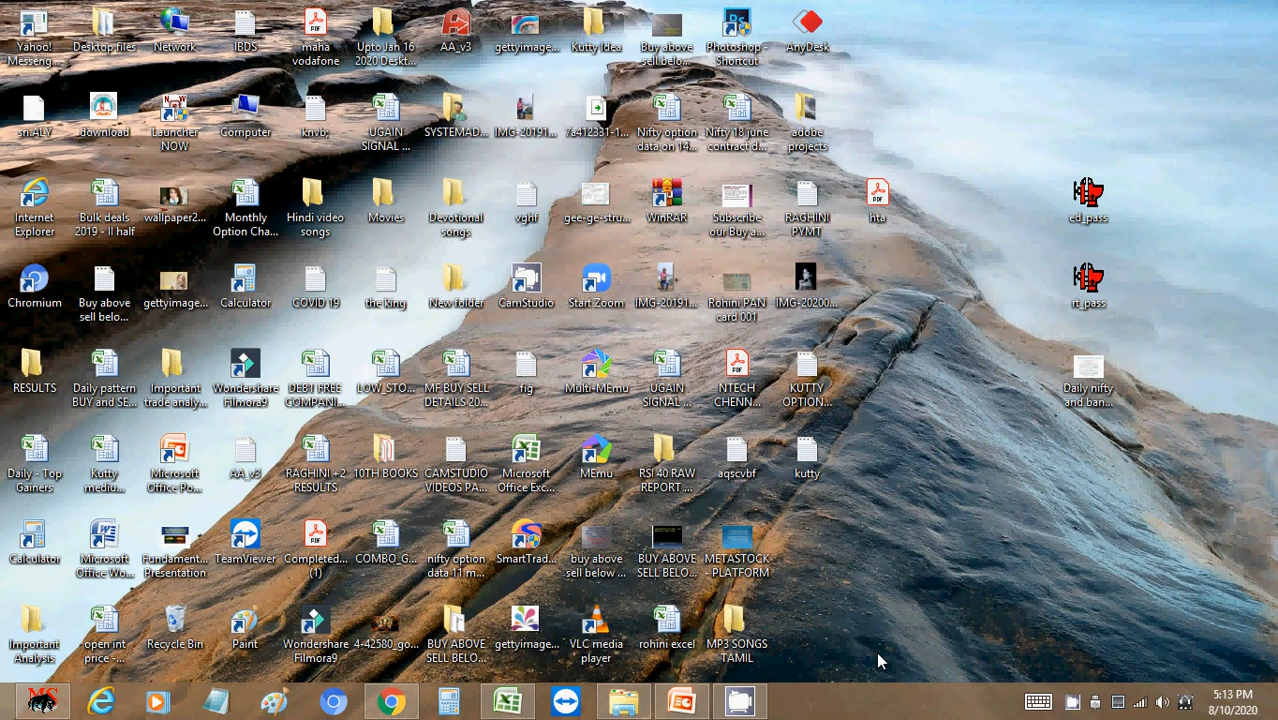 Yahoo!
Messeng...
Desktop files
Network
IBDS
maha
vodafone
Upto Jan 16
2020 Deskt...
AA_v3
gettyimage...
Kutty Idea
Buy above
sell belo...
Photoshop -
Shortcut
AnyDesk
sriALY
download
Launcher
NOW
Computer
knvb;
UGAIN
SIGNAL ...
SYSTEMAD...
IMG-20191...
7a412331-1...
Nifty option
data on 14...
Nifty 18 june
contract d...
adobe
projects
Internet
Explorer
Bulk deals
2019 - II half
wallpaper2...
Monthly
Option Cha...
Hindi video
songs
Movies
Devotional
songs
vghf
gee-ge-stru...
WinRAR
Subscribe
our Buy a...
RAGHINI
PYMT
hta
ed_pass
Chromium
Buy above
sell belo...
gettyimage...
Calculator
COVID 19
the king
New folder
CamStudio
Start Zoom
IMG-20191...
Rohini PAN
card 001
IMG-20200...
rt_pass
RESULTS
Daily pattern
BUY and SE...
Important
trade analy...
Wondershare
Filmora9
DEBT FREE
COMPANI...
LOW_STO...
MF BUY SELL
DETAILS 20...
fig
Multi-MEmu
UGAIN
SIGNAL ...
NTECH
CHENN...
KUTTY
OPTION...
Daily nifty
and ban...
Daily - Top
Gainers
Kutty
mediu...
Microsoft
Office Po...
AA_v3
RAGHINI +2
RESULTS
10TH BOOKS
CAMSTUDIO
VIDEOS PA...
Microsoft
Office Exc...
MEmu
RSI 40 RAW
REPORT ...
aqscvbf
kutty
Calculator
Microsoft
Office Wo...
Fundament...
Presentation
TeamViewer
Completed...
(1)
COMBO_G...
nifty option
data 11 m...
SmartTrad...
buy above
sell below ...
BUY ABOVE
SELL BELO...
METASTOCK
- PLATFORM
Important
Analysis
open int
price -...
Recycle Bin
Paint
Wondershare
Filmora9
4-42580_go...
BUY ABOVE
SELL BELO...
gettyimage...
VLC media
player
rohini excel
MP3 SONGS
TAMIL
MS
5:13 PM
8/10/2020